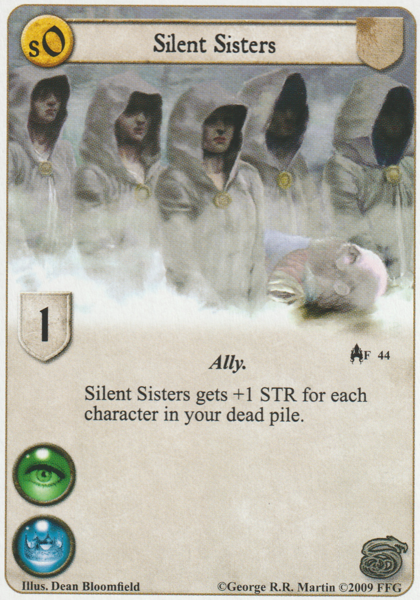 s0
Silent Sisters
1
Ally.
F 44
Silent Sisters gets +1 STR for each
character in your dead pile.
Illus. Dean Bloomfield
©George R.R. Martin ©2009 FFG